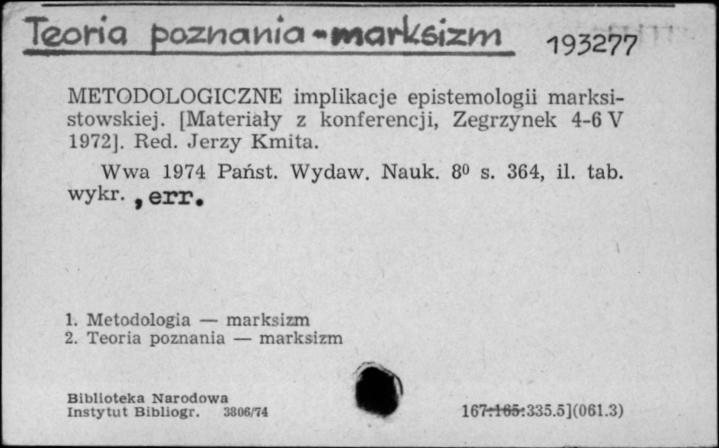 Teoria poznania - marksizm 193277
METODOLOGICZNE implikacje epistemologii marksi-
stowskiej. [Materiały z konferencji, Zegrzynek 4-6 V
1972]. Red. Jerzy Kmita.
Wwa 1974 Państ. Wydaw. Nauk. 8⁰ s. 364, il. tab.
wykr. , err.
1. Metodologia — marksizm
2. Teoria poznania — marksizm
Biblioteka Narodowa
Instytut Bibliogr. 3806/74 167:165:335.5](061.3)